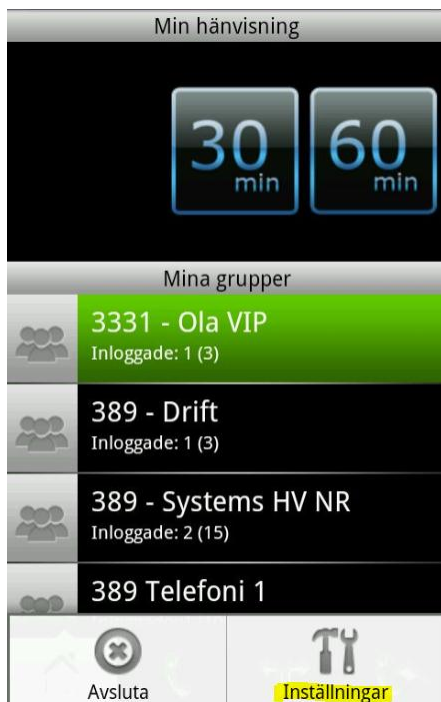 Min hänvisning
30 min
60 min
Mina grupper
3331 - Ola VIP
Inloggade: 1 (3)
389 - Drift
Inloggade: 1 (3)
389 - Systems HV NR
Inloggade: 2 (15)
389 Telefoni 1
Avsluta
Inställningar